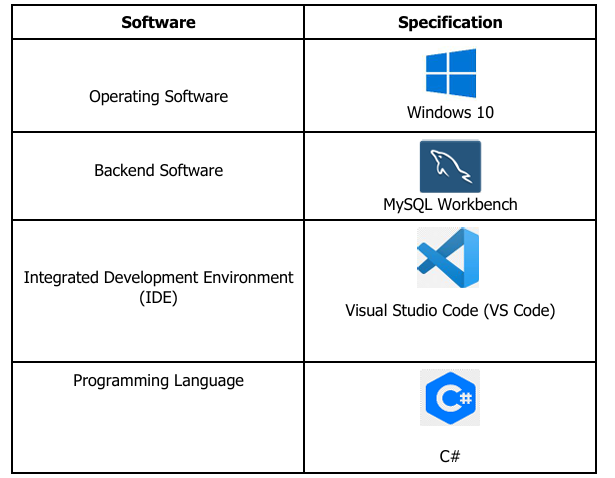 Software
Specification
Operating Software
Windows 10
Backend Software
MySQL Workbench
Integrated Development Environment
(IDE)
Visual Studio Code (VS Code)
Programming Language
C#
C#